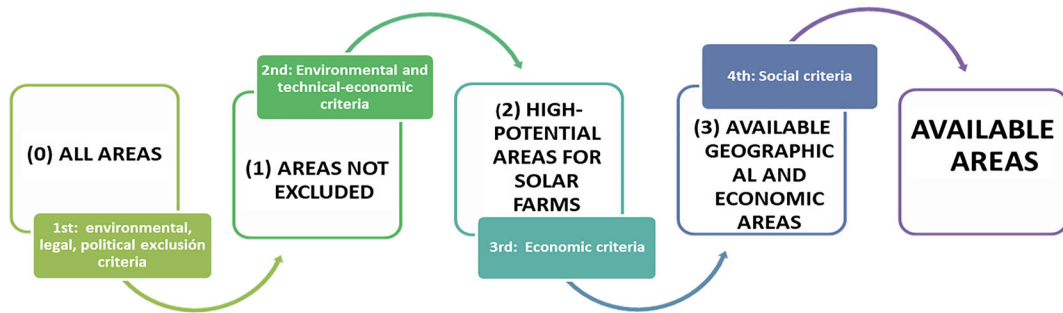 (0) ALL AREAS
1st:  environmental,
legal, political exclusión
criteria
2nd: Environmental and
technical-economic
criteria
(1) AREAS NOT
EXCLUDED
(2) HIGH-
POTENTIAL
AREAS FOR
SOLAR
FARMS
3rd:  Economic criteria
4th: Social criteria
(3) AVAILABLE
GEOGRAPHIC
AL AND
ECONOMIC
AREAS
AVAILABLE
AREAS